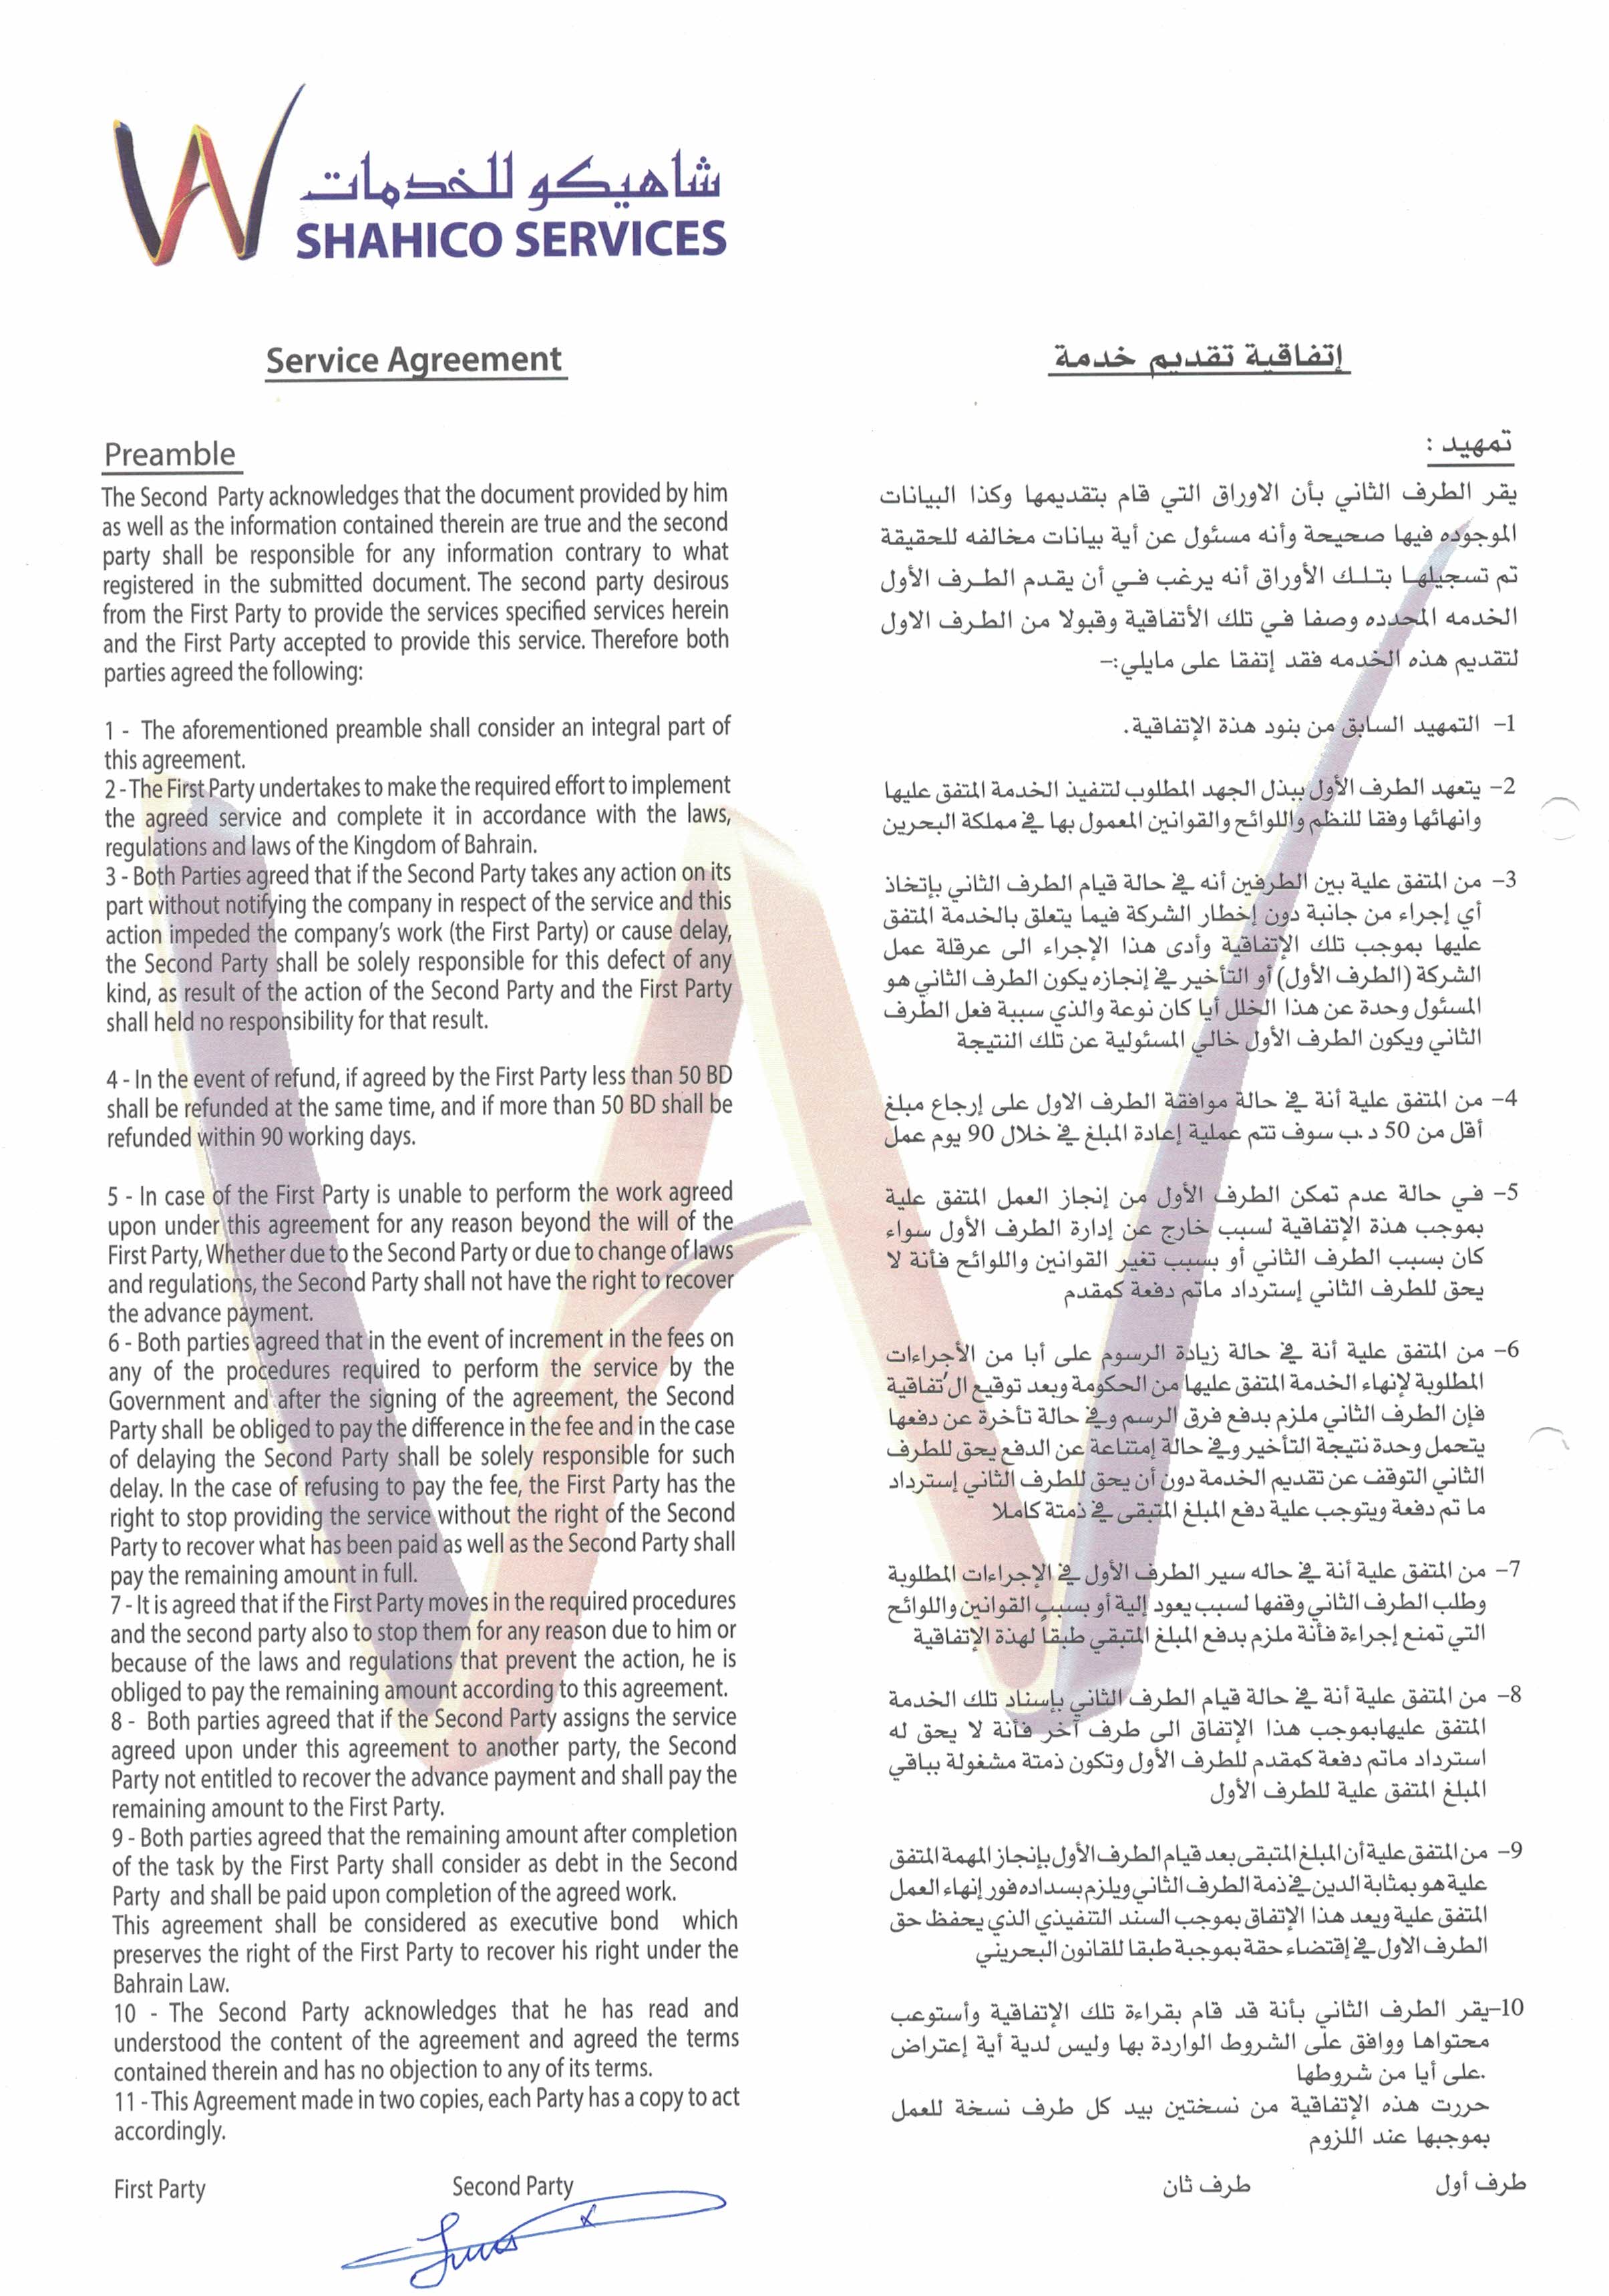 شاهيكو للخدمات
SHAHICO SERVICES
Service Agreement
Preamble
The Second Party acknowledges that the document provided by him
as well as the information contained therein are true and the second
party shall be responsible for any information contrary to what
registered in the submitted document. The second party desirous
from the First Party to provide the services specified services herein
and the First Party accepted to provide this service. Therefore both
parties agreed the following:
1 - The aforementioned preamble shall consider an integral part of
this agreement.
2 - The First Party undertakes to make the required effort to implement
the agreed service and complete it in accordance with the laws,
regulations and laws of the Kingdom of Bahrain.
3 - Both Parties agreed that if the Second Party takes any action on its
part without notifying the company in respect of the service and this
action impeded the company's work (the First Party) or cause delay,
the Second Party shall be solely responsible for this defect of any
kind, as result of the action of the Second Party and the First Party
shall held no responsibility for that result.
4 - In the event of refund, if agreed by the First Party less than 50 BD
shall be refunded at the same time, and if more than 50 BD shall be
refunded within 90 working days.
5 - In case of the First Party is unable to perform the work agreed
upon under this agreement for any reason beyond the will of the
First Party, Whether due to the Second Party or due to change of laws
and regulations, the Second Party shall not have the right to recover
the advance payment.
6 - Both parties agreed that in the event of increment in the fees on
any of the procedures required to perform the service by the
Government and after the signing of the agreement, the Second
Party shall be obliged to pay the difference in the fee and in the case
of delaying the Second Party shall be solely responsible for such
delay. In the case of refusing to pay the fee, the First Party has the
right to stop providing the service without the right of the Second
Party to recover what has been paid as well as the Second Party shall
pay the remaining amount in full.
7 - It is agreed that if the First Party moves in the required procedures
and the second party also to stop them for any reason due to him or
because of the laws and regulations that prevent the action, he is
obliged to pay the remaining amount according to this agreement.
8 - Both parties agreed that if the Second Party assigns the service
agreed upon under this agreement to another party, the Second
Party not entitled to recover the advance payment and shall pay the
remaining amount to the First Party.
9 - Both parties agreed that the remaining amount after completion
of the task by the First Party shall consider as debt in the Second
Party and shall be paid upon completion of the agreed work.
This agreement shall be considered as executive bond which
preserves the right of the First Party to recover his right under the
Bahrain Law.
10 - The Second Party acknowledges that he has read and
understood the content of the agreement and agreed the terms
contained therein and has no objection to any of its terms.
11 - This Agreement made in two copies, each Party has a copy to act
accordingly.
First Party Second Party
إتفاقية تقديم خدمة
تمهيد :
يقر الطرف الثاني بأن الاوراق التي قام بتقديمها وكذا البيانات
الموجوده فيها صحيحة وأنه مسئول عن أية بيانات مخالفه للحقيقة
تم تسجيلها بتلك الأوراق أنه يرغب في أن يقدم الطرف الأول
الخدمه المحدده وصفا في تلك الأتفاقية وقبولا من الطرف الاول
لتقديم هذه الخدمه فقد إتفقا على مايلي:-
1- التمهيد السابق من بنود هذة الإتفاقية.
2- يتعهد الطرف الأول ببذل الجهد المطلوب لتنفيذ الخدمة المتفق عليها
وانهائها وفقا للنظم واللوائح والقوانين المعمول بها في مملكة البحرين
3- من المتفق علية بين الطرفين أنه في حالة قيام الطرف الثاني بإتخاذ
أي إجراء من جانبة دون إخطار الشركة فيما يتعلق بالخدمة المتفق
عليها بموجب تلك الإتفاقية وأدى هذا الإجراء الى عرقلة عمل
الشركة (الطرف الأول) أو التأخير في إنجازه يكون الطرف الثاني هو
المسئول وحدة عن هذا الخلل أيا كان نوعة والذي سببة فعل الطرف
الثاني ويكون الطرف الأول خالي المسئولية عن تلك النتيجة
4- من المتفق علية أنة في حالة موافقة الطرف الاول على إرجاع مبلغ
أقل من 50 د.ب سوف تتم عملية إعادة المبلغ في خلال 90 يوم عمل
5- في حالة عدم تمكن الطرف الأول من إنجاز العمل المتفق علية
بموجب هذة الإتفاقية لسبب خارج عن إدارة الطرف الأول سواء
كان بسبب الطرف الثاني أو بسبب تغير القوانين واللوائح فأنة لا
يحق للطرف الثاني إسترداد ماتم دفعة كمقدم
6- من المتفق علية أنة في حالة زيادة الرسوم على أبا من الأجراءات
المطلوبة لإنهاء الخدمة المتفق عليها من الحكومة وبعد توقيع ال'تفاقية
فإن الطرف الثاني ملزم بدفع فرق الرسم وفي حالة تأخرة عن دفعها
يتحمل وحدة نتيجة التأخير وفي حالة إمتناعة عن الدفع يحق للطرف
الثاني التوقف عن تقديم الخدمة دون أن يحق للطرف الثاني إسترداد
ما تم دفعة ويتوجب علية دفع المبلغ المتبقى في ذمتة كاملا
7- من المتفق علية أنة في حاله سير الطرف الأول في الإجراءات المطلوبة
وطلب الطرف الثاني وقفها لسبب يعود إلية أو بسبب القوانين واللوائح
التي تمنع إجراءة فأنة ملزم بدفع المبلغ المتبقي طبقاً لهذة الإتفاقية
8- من المتفق علية أنة في حالة قيام الطرف الثاني بإسناد تلك الخدمة
المتفق عليهابموجب هذا الإتفاق الى طرف آخر فأنة لا يحق له
استرداد ماتم دفعة كمقدم للطرف الأول وتكون ذمتة مشغولة بباقي
المبلغ المتفق علية للطرف الأول
9- من المتفق علية أن المبلغ المتبقى بعد قيام الطرف الأول بإنجاز المهمة المتفق
علية هو بمثابة الدين في ذمة الطرف الثاني ويلزم بسداده فور إنهاء العمل
المتفق علية ويعد هذا الإتفاق بموجب السند التنفيذي الذي يحفظ حق
الطرف الاول في إقتضاء حقة بموجبة طبقا للقانون البحريني
10-يقر الطرف الثاني بأنة قد قام بقراءة تلك الإتفاقية وأستوعب
محتواها ووافق على الشروط الواردة بها وليس لدية أية إعتراض
.على أيا من شروطها
حررت هذه الإتفاقية من نسختين بيد كل طرف نسخة للعمل
بموجبها عند اللزوم
طرف أول طرف ثان